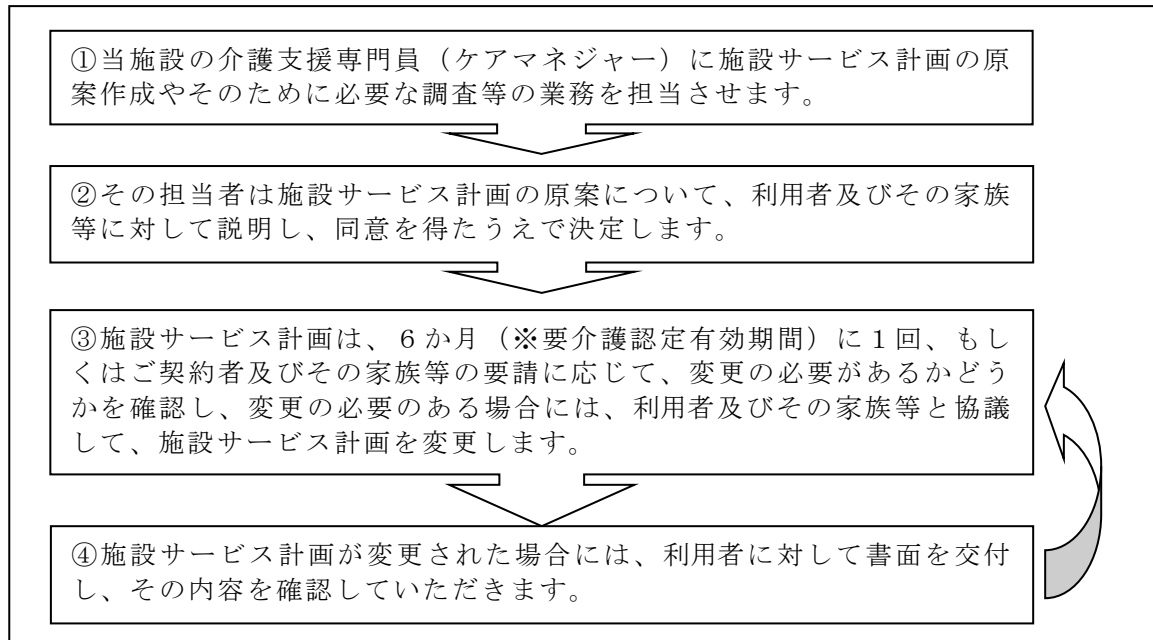 ①当施設の介護支援専門員（ケアマネジャー）に施設サービス計画の原
案作成やそのために必要な調査等の業務を担当させます。
②その担当者は施設サービス計画の原案について、利用者及びその家族
等に対して説明し、同意を得たうえで決定します。
③施設サービス計画は、６か月（※要介護認定有効期間）に１回、もし
くはご契約者及びその家族等の要請に応じて、変更の必要があるかどう
かを確認し、変更の必要のある場合には、利用者及びその家族等と協議
して、施設サービス計画を変更します。
④施設サービス計画が変更された場合には、利用者に対して書面を交付
し、その内容を確認していただきます。